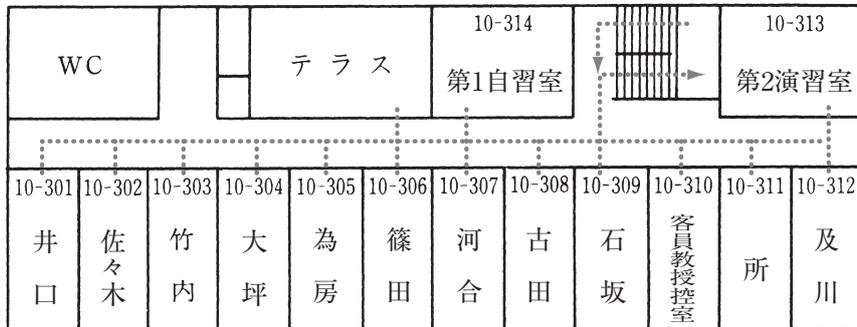 WC
テラス
10-314
第1自習室
10-313
第2演習室
10-301
井口
10-302
佐々木
10-303
竹内
10-304
大坪
10-305
為房
10-306
篠田
10-307
河合
10-308
古田
10-309
石坂
10-310
客員教授控室
10-311
所
10-312
及川